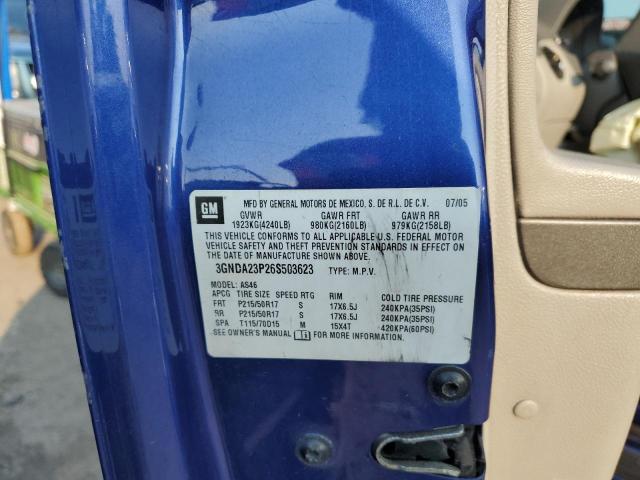 GM
MFD BY GENERAL MOTORS DE MEXICO, S. DE R.L. DE C.V. 07/05
GVWR GAWR FRT GAWR RR
1923KG(4240LB) 980KG(2160LB) 979KG(2158LB)
THIS VEHICLE CONFORMS TO ALL APPLICABLE U.S. FEDERAL MOTOR
VEHICLE SAFETY AND THEFT PREVENTION STANDARDS IN EFFECT ON THE
DATE OF MANUFACTURE SHOWN ABOVE.
3GNDA23P26S503623 TYPE: M.P.V.
MODEL: AS46
APCG TIRE SIZE SPEED RTG RIM COLD TIRE PRESSURE
FRT P215/50R17 S 17X6.5J 240KPA(35PSI)
RR P215/50R17 S 17X6.5J 240KPA(35PSI)
SPA T115/70D15 M 15X4T 420KPA(60PSI)
SEE OWNER'S MANUAL FOR MORE INFORMATION